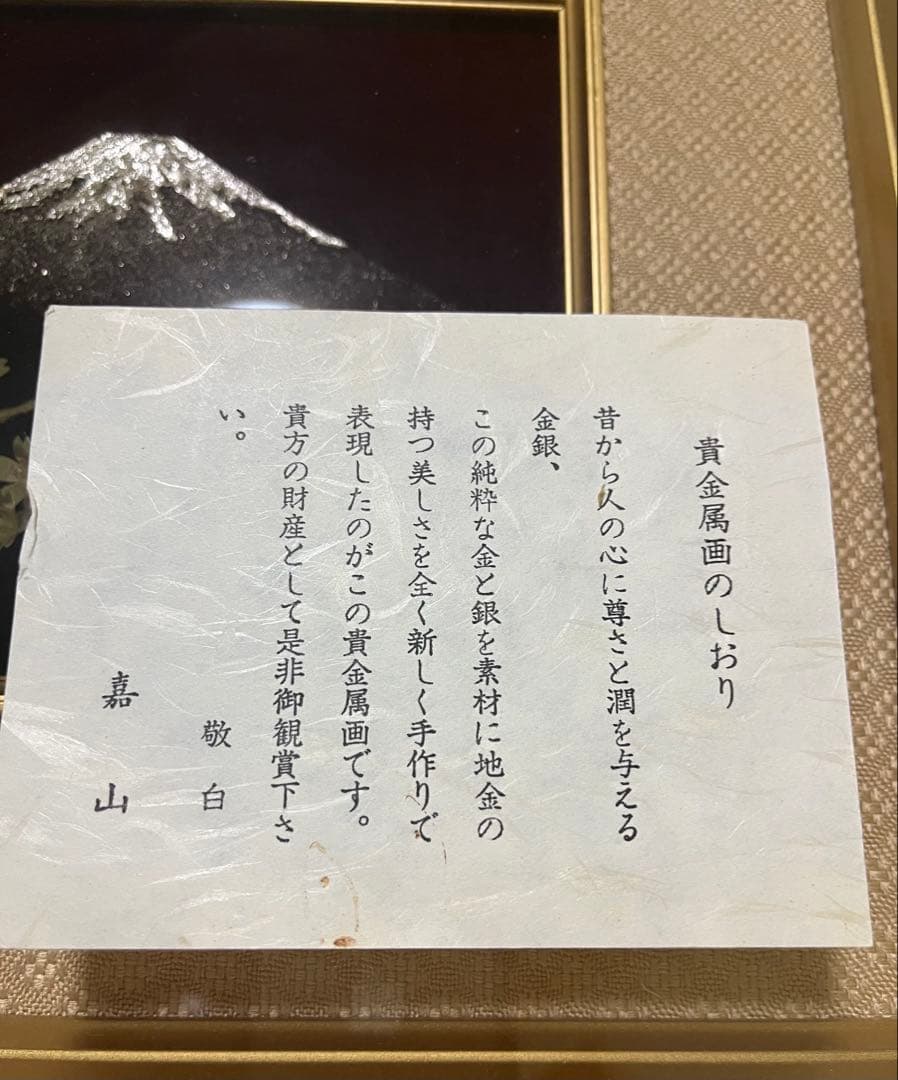 貴金属画のしおり
昔から人の心に尊さと潤を与える
金銀、
この純粋な金と銀を素材に地金の
持つ美しさを全く新しく手作りで
表現したのがこの貴金属画です。
貴方の財産として是非御観賞下さ
い。
敬白
嘉山